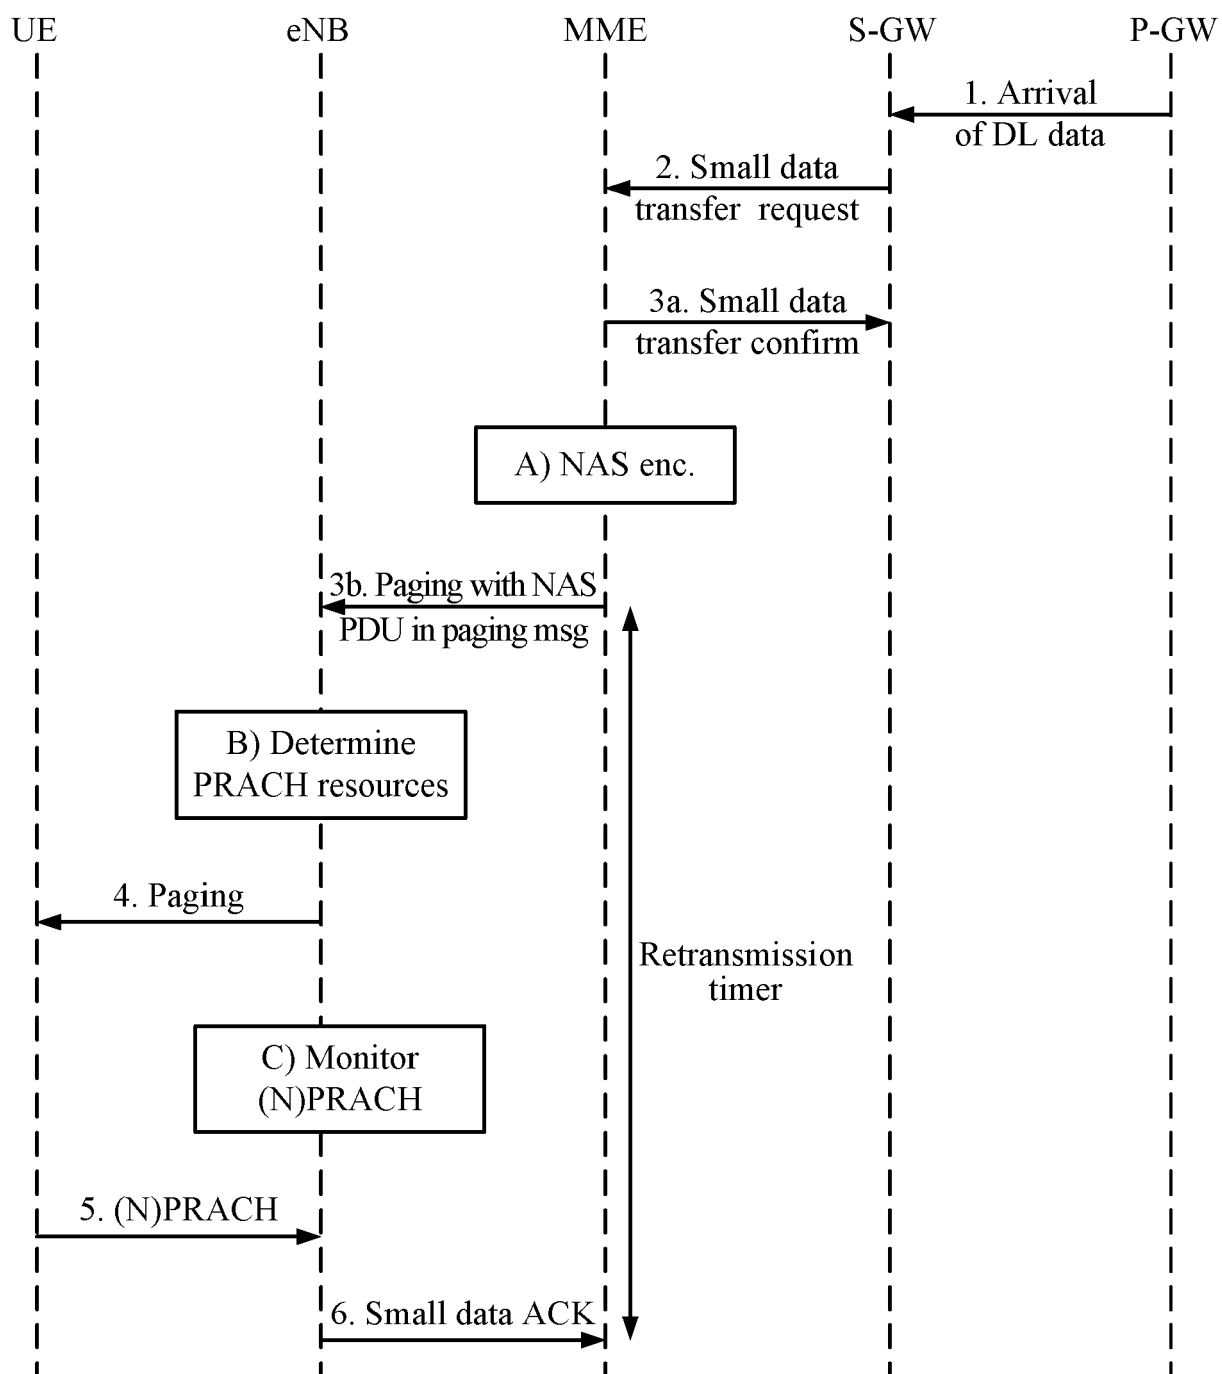 UE eNB MME S-GW P-GW
1. Arrival
of DL data
2. Small data
transfer request
3a. Small data
transfer confirm
A) NAS enc.
3b. Paging with NAS
PDU in paging msg
B) Determine
PRACH resources
4. Paging
Retransmission
timer
C) Monitor
(N)PRACH
5. (N)PRACH
6. Small data ACK